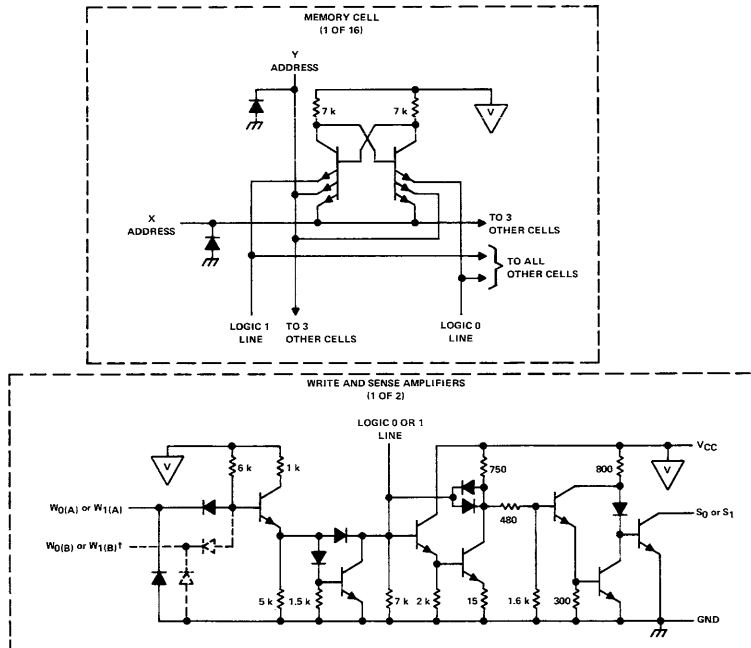 MEMORY CELL
(1 OF 16)
Y
ADDRESS
7 k
7 k
V
X
ADDRESS
TO 3
OTHER CELLS
TO ALL
OTHER CELLS
LOGIC 1
LINE
TO 3
OTHER CELLS
LOGIC 0
LINE
WRITE AND SENSE AMPLIFIERS
(1 OF 2)
LOGIC 0 OR 1
LINE
VCC
V
6 k
1 k
750
800
V
W0(A) or W1(A)
480
S0 or S1
W0(B) or W1(B)†
5 k
1.5 k
7 k
2 k
15
1.6 k
300
GND